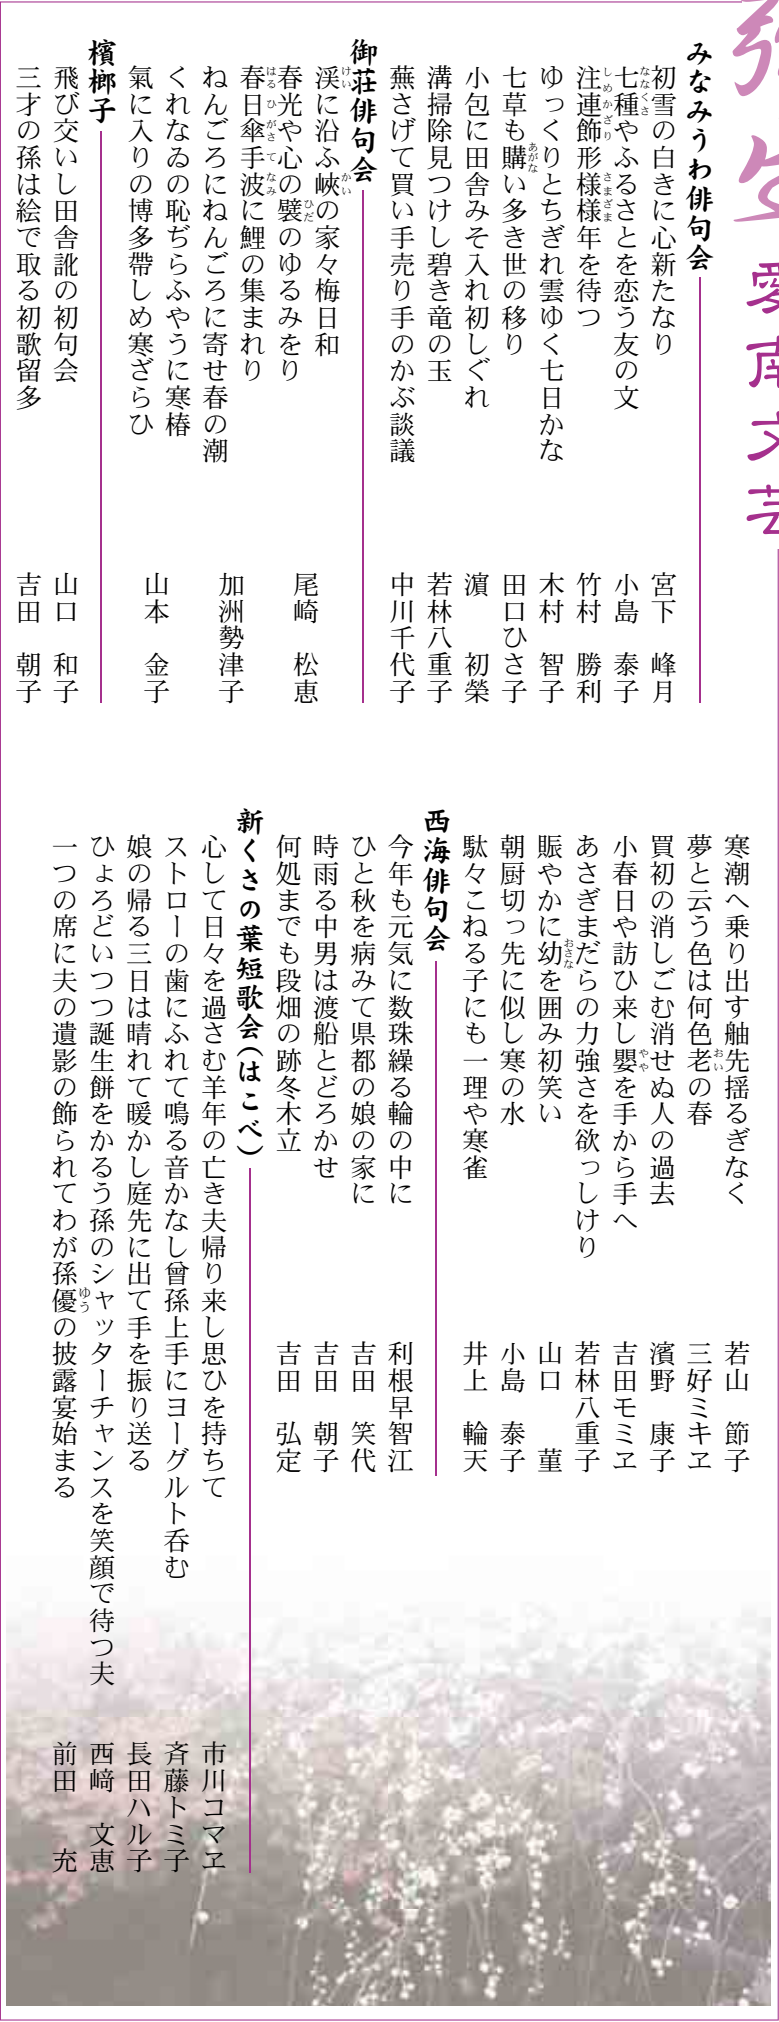 弥生
愛南文芸
みなみうわ俳句会
初雪の白きに心新たなり 宮下 峰月
七種やふるさとを恋う友の文 小島 泰子
注連飾形様様年を待つ 竹村 勝利
ゆっくりとちぎれ雲ゆく七日かな 木村 智子
七草も購い多き世の移り 田口ひさ子
小包に田舎みそ入れ初しぐれ 濵 初榮
溝掃除見つけし碧き竜の玉 若林八重子
蕪さげて買い手売り手のかぶ談議 中川千代子
御荘俳句会
渓に沿ふ峽の家々梅日和
春光や心の襞のゆるみをり 尾崎 松恵
春日傘手波に鯉の集まれり
ねんごろにねんごろに寄せ春の潮 加洲勢津子
くれなゐの恥ぢらふやうに寒椿
氣に入りの博多帶しめ寒ざらひ 山本 金子
檳榔子
飛び交いし田舎訛の初句会 山口 和子
三才の孫は絵で取る初歌留多 吉田 朝子
寒潮へ乗り出す舳先揺るぎなく 若山 節子
夢と云う色は何色老の春 三好ミキヱ
買初の消しごむ消せぬ人の過去 濱野 康子
小春日や訪ひ来し嬰を手から手へ 吉田モミヱ
あさぎまだらの力強さを欲っしけり 若林八重子
賑やかに幼を囲み初笑い 山口 菫
朝厨切っ先に似し寒の水 小島 泰子
駄々こねる子にも一理や寒雀 井上 輪天
西海俳句会
今年も元気に数珠繰る輪の中に 利根早智江
ひと秋を病みて県都の娘の家に 吉田 笑代
時雨る中男は渡船とどろかせ 吉田 朝子
何処までも段畑の跡冬木立 吉田 弘定
新くさの葉短歌会(はこべ)
心して日々を過さむ羊年の亡き夫帰り来し思ひを持ちて 市川コマヱ
ストローの歯にふれて鳴る音かなし曾孫上手にヨーグルト呑む 斉藤トミ子
娘の帰る三日は晴れて暖かし庭先に出て手を振り送る 長田ハル子
ひょろどいつつ誕生餅をかるう孫のシャッターチャンスを笑顔で待つ夫 西﨑 文恵
一つの席に夫の遺影の飾られてわが孫優の披露宴始まる 前田 充